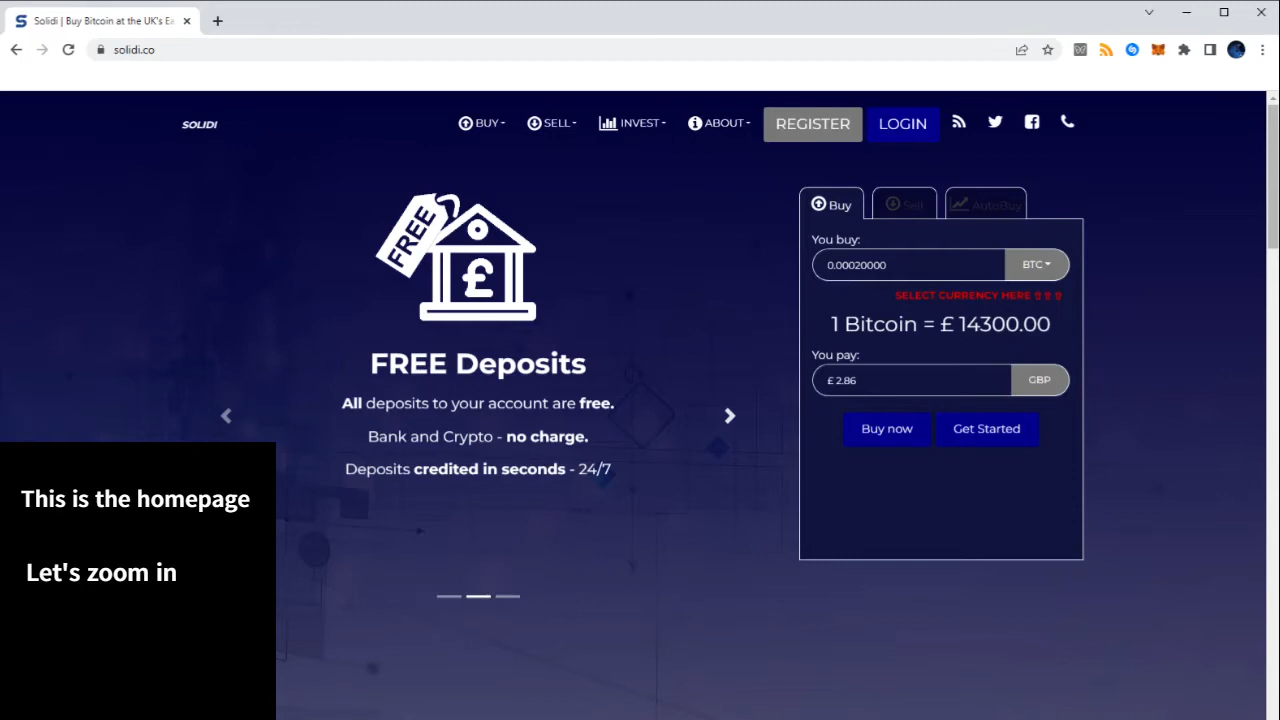 Solidi | Buy Bitcoin at the UK's Ea
solidi.co
SOLIDI
BUY
SELL
INVEST
ABOUT
REGISTER
LOGIN
FREE
£
FREE Deposits
All deposits to your account are free.
Bank and Crypto - no charge.
Deposits credited in seconds - 24/7
Buy
Sell
AutoBuy
You buy:
0.00020000
BTC
SELECT CURRENCY HERE
1 Bitcoin = £ 14300.00
You pay:
£ 2.86
GBP
Buy now
Get Started
This is the homepage
Let's zoom in